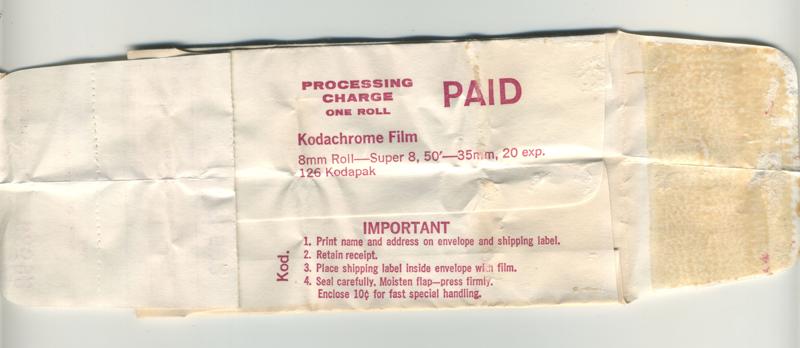 PROCESSING
CHARGE
ONE ROLL
PAID
Kodachrome Film
8mm Roll—Super 8, 50′—35mm, 20 exp.
126 Kodapak
IMPORTANT
1. Print name and address on envelope and shipping label.
2. Retain receipt.
3. Place shipping label inside envelope with film.
4. Seal carefully. Moisten flap—press firmly.
Enclose 10¢ for fast special handling.
Kod.